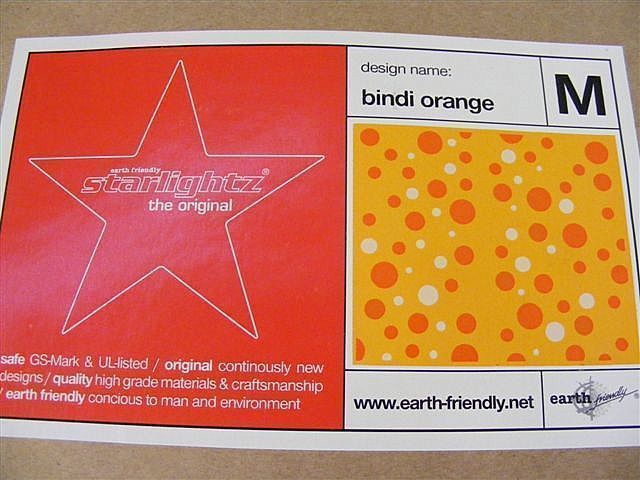 earth friendly
starlightz®
the original
safe GS-Mark & UL-listed / original continously new
designs / quality high grade materials & craftsmanship
/ earth friendly concious to man and environment
design name:
bindi orange
M
www.earth-friendly.net
earth friendly